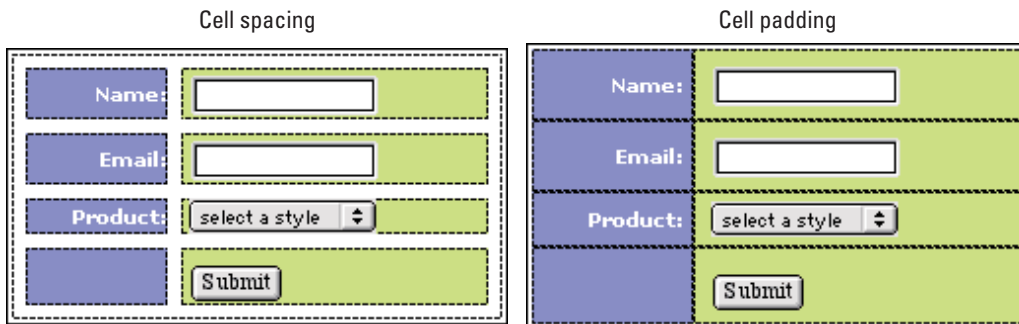 Cell spacing
Name:
Email:
Product:
select a style
Submit
Cell padding
Name:
Email:
Product:
select a style
Submit